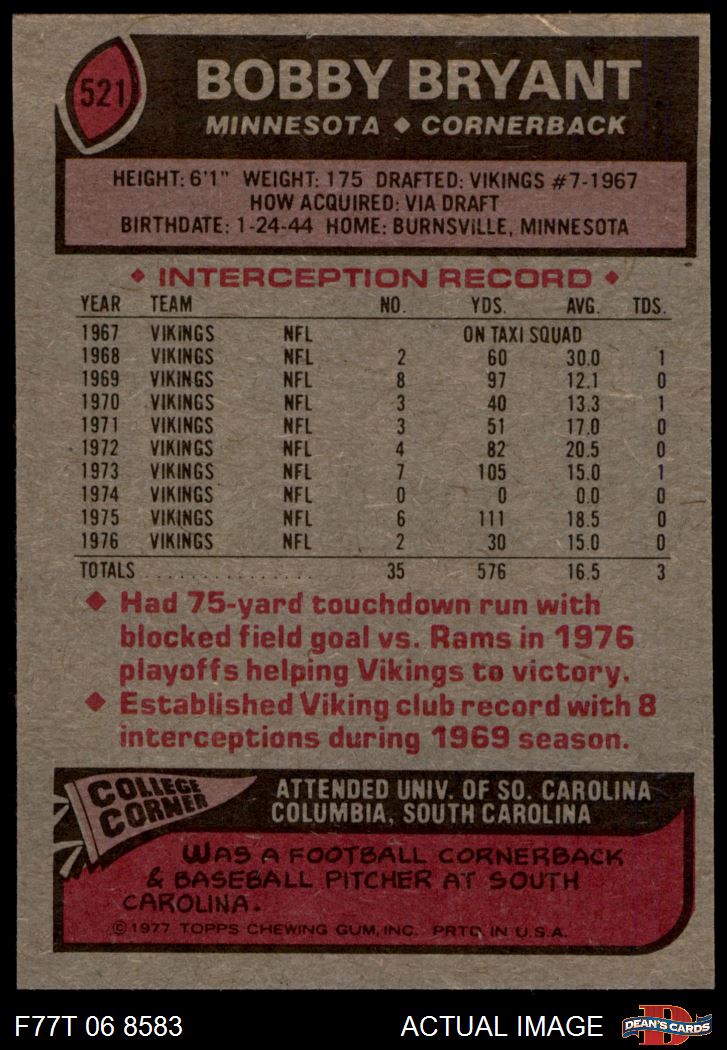 521
BOBBY BRYANT
MINNESOTA ◆ CORNERBACK
HEIGHT: 6'1" WEIGHT: 175 DRAFTED: VIKINGS #7-1967
HOW ACQUIRED: VIA DRAFT
BIRTHDATE: 1-24-44 HOME: BURNSVILLE, MINNESOTA
◆ INTERCEPTION RECORD ◆
YEAR TEAM NO. YDS. AVG. TDS.
1967 VIKINGS NFL ON TAXI SQUAD
1968 VIKINGS NFL 2 60 30.0 1
1969 VIKINGS NFL 8 97 12.1 0
1970 VIKINGS NFL 3 40 13.3 1
1971 VIKINGS NFL 3 51 17.0 0
1972 VIKINGS NFL 4 82 20.5 0
1973 VIKINGS NFL 7 105 15.0 1
1974 VIKINGS NFL 0 0 0.0 0
1975 VIKINGS NFL 6 111 18.5 0
1976 VIKINGS NFL 2 30 15.0 0
TOTALS . . . . . . . . . . . . . . . . . 35 576 16.5 3
◆ Had 75-yard touchdown run with
blocked field goal vs. Rams in 1976
playoffs helping Vikings to victory.
◆ Established Viking club record with 8
interceptions during 1969 season.
COLLEGE
CORNER
ATTENDED UNIV. OF SO. CAROLINA
COLUMBIA, SOUTH CAROLINA
WAS A FOOTBALL CORNERBACK
& BASEBALL PITCHER AT SOUTH
CAROLINA.
©1977 TOPPS CHEWING GUM, INC. PRTD IN U.S.A.
F77T 06 8583 ACTUAL IMAGE
D
DEAN'S CARDS